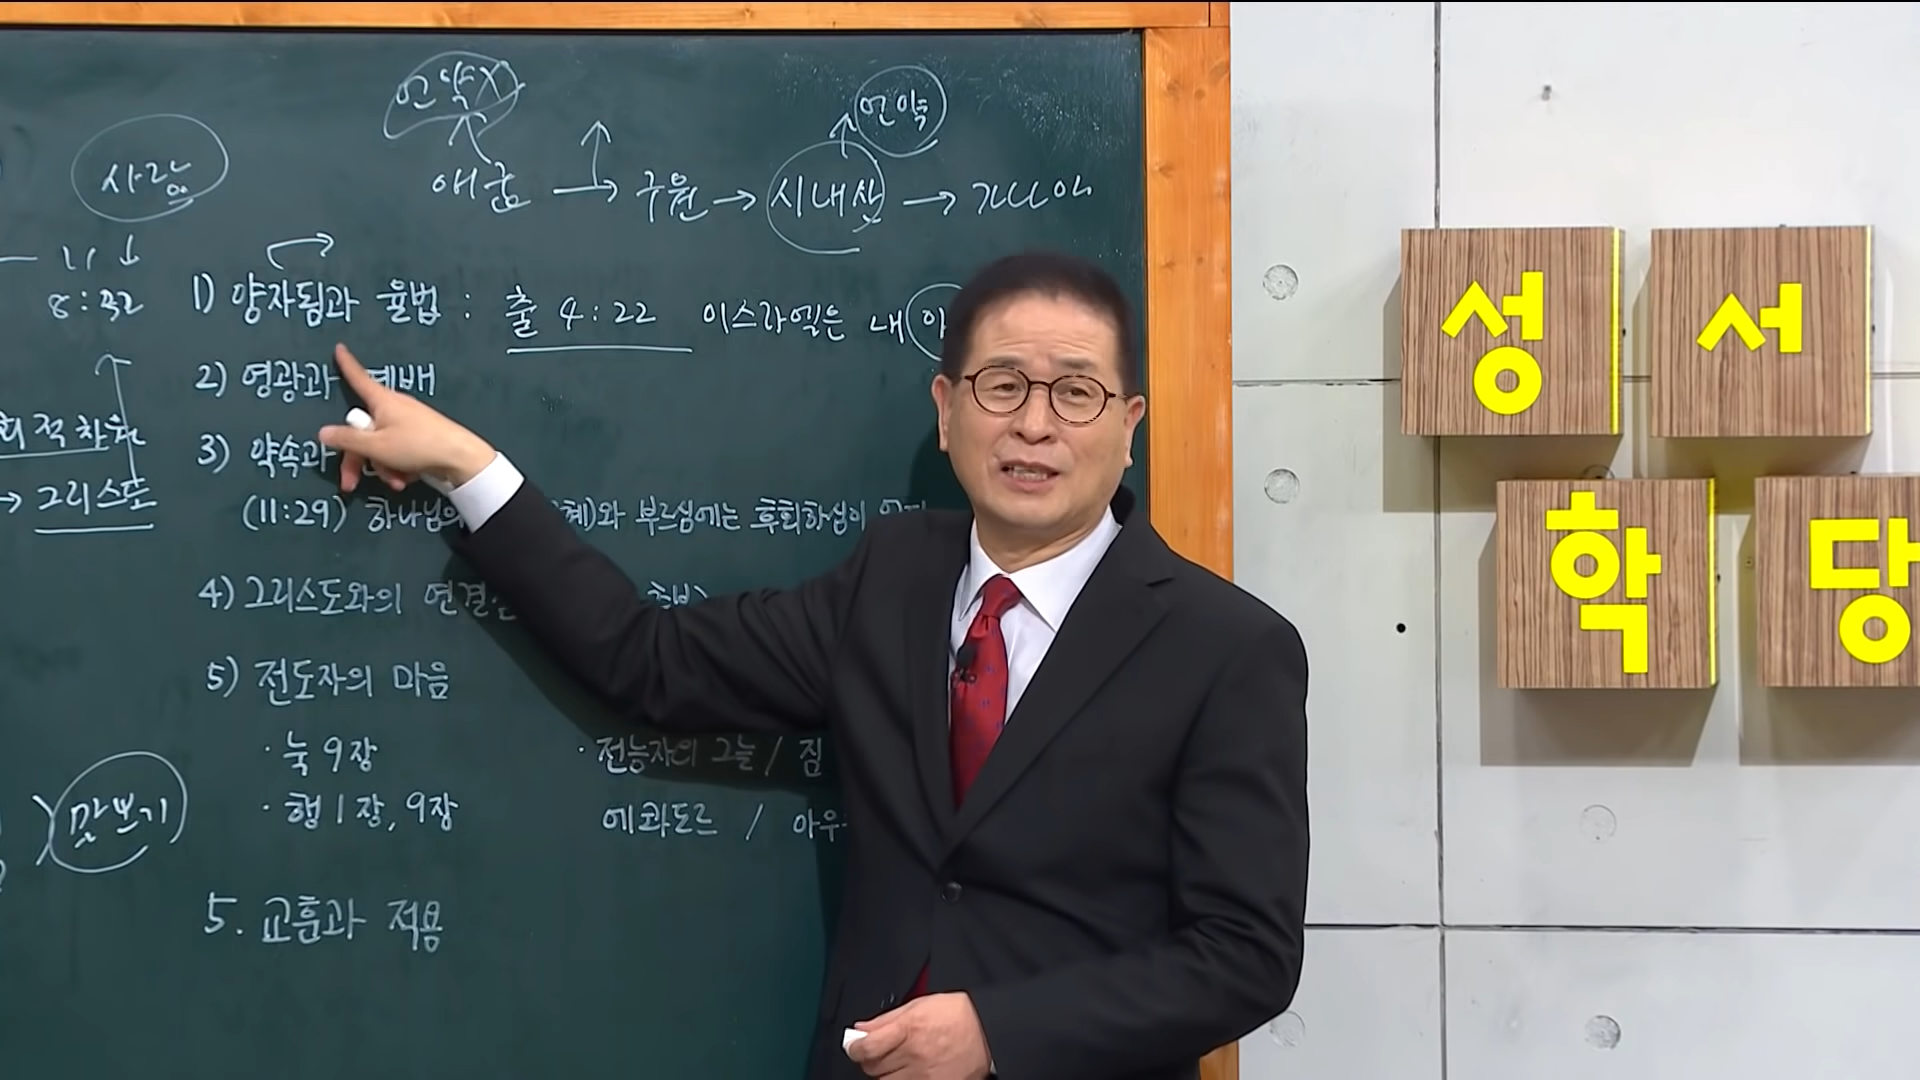 언약X
언약
사랑
애굽 → 구원 → 시내산 → 가나안
8:32
1) 양자됨과 율법 : 출 4:22 이스라엘은 내
2) 영광과 예배
3) 약속과
회적 찬
→ 그리스도
(11:29) 하나님의 와 부르심에는 후회하심이
4) 그리스도와의 연결
5) 전도자의 마음
· 눅 9장
· 행 1장, 9장
· 전능자의 그늘 / 짐
에콰도르 / 아우
맛보기
5. 교훈과 적용
성서
학당